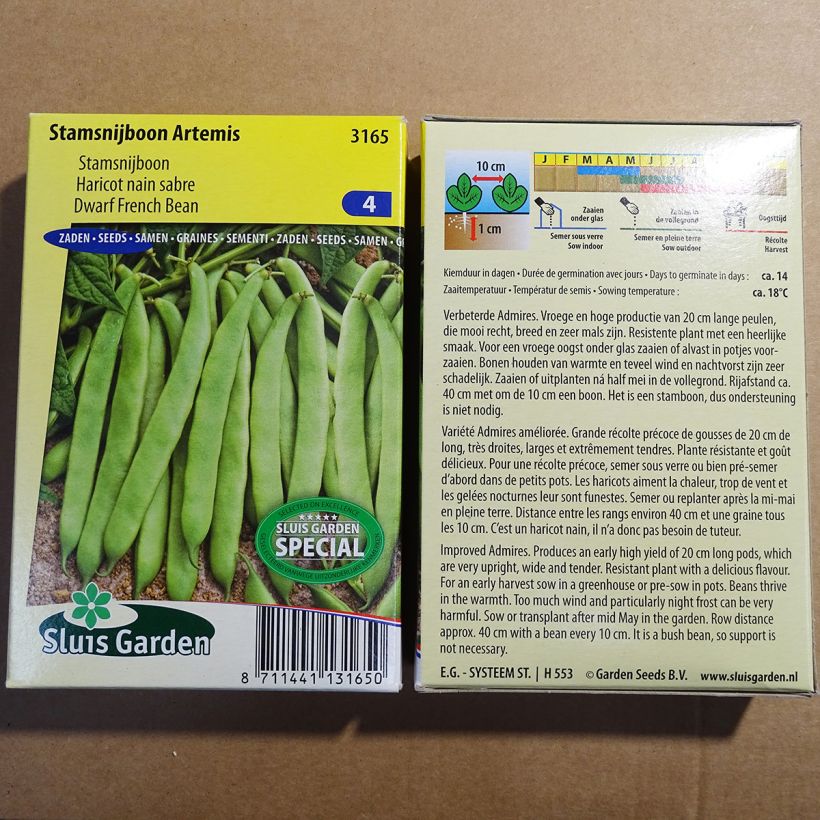 Stamsnijboon Artemis
3165
Stamsnijboon
Haricot nain sabre
Dwarf French Bean
4
ZADEN • SEEDS • SAMEN • GRAINES • SEMENTI • ZADEN • SEEDS • SAMEN • G
SELECTED ON EXCELLENCE
SLUIS GARDEN
SPECIAL
Sluis Garden
8 711441 131650
10 cm
1 cm
J F M A M J J A
Zaaien
onder glas
Semer sous verre
Sow indoor
Zaaien in
de vollegrond
Semer en pleine terre
Sow outdoor
Oogsttijd
Récolte
Harvest
Kiemduur in dagen • Durée de germination avec jours • Days to germinate in days : ca. 14
Zaaitemperatuur • Températur de semis • Sowing temperature : ca. 18°C
Verbeterde Admires. Vroege en hoge productie van 20 cm lange peulen,
die mooi recht, breed en zeer mals zijn. Resistente plant met een heerlijke
smaak. Voor een vroege oogst onder glas zaaien of alvast in potjes voor-
zaaien. Bonen houden van warmte en teveel wind en nachtvorst zijn zeer
schadelijk. Zaaien of uitplanten ná half mei in de vollegrond. Rijafstand ca.
40 cm met om de 10 cm een boon. Het is een stamboon, dus ondersteuning
is niet nodig.
Variété Admires améliorée. Grande récolte précoce de gousses de 20 cm de
long, très droites, larges et extrêmement tendres. Plante résistante et goût
délicieux. Pour une récolte précoce, semer sous verre ou bien pré-semer
d'abord dans de petits pots. Les haricots aiment la chaleur, trop de vent et
les gelées nocturnes leur sont funestes. Semer ou replanter après la mi-mai
en pleine terre. Distance entre les rangs environ 40 cm et une graine tous
les 10 cm. C'est un haricot nain, il n'a donc pas besoin de tuteur.
Improved Admires. Produces an early high yield of 20 cm long pods, which
are very upright, wide and tender. Resistant plant with a delicious flavour.
For an early harvest sow in a greenhouse or pre-sow in pots. Beans thrive
in the warmth. Too much wind and particularly night frost can be very
harmful. Sow or transplant after mid May in the garden. Row distance
approx. 40 cm with a bean every 10 cm. It is a bush bean, so support is
not necessary.
E.G. - SYSTEEM ST. | H 553 © Garden Seeds B.V. www.sluisgarden.nl